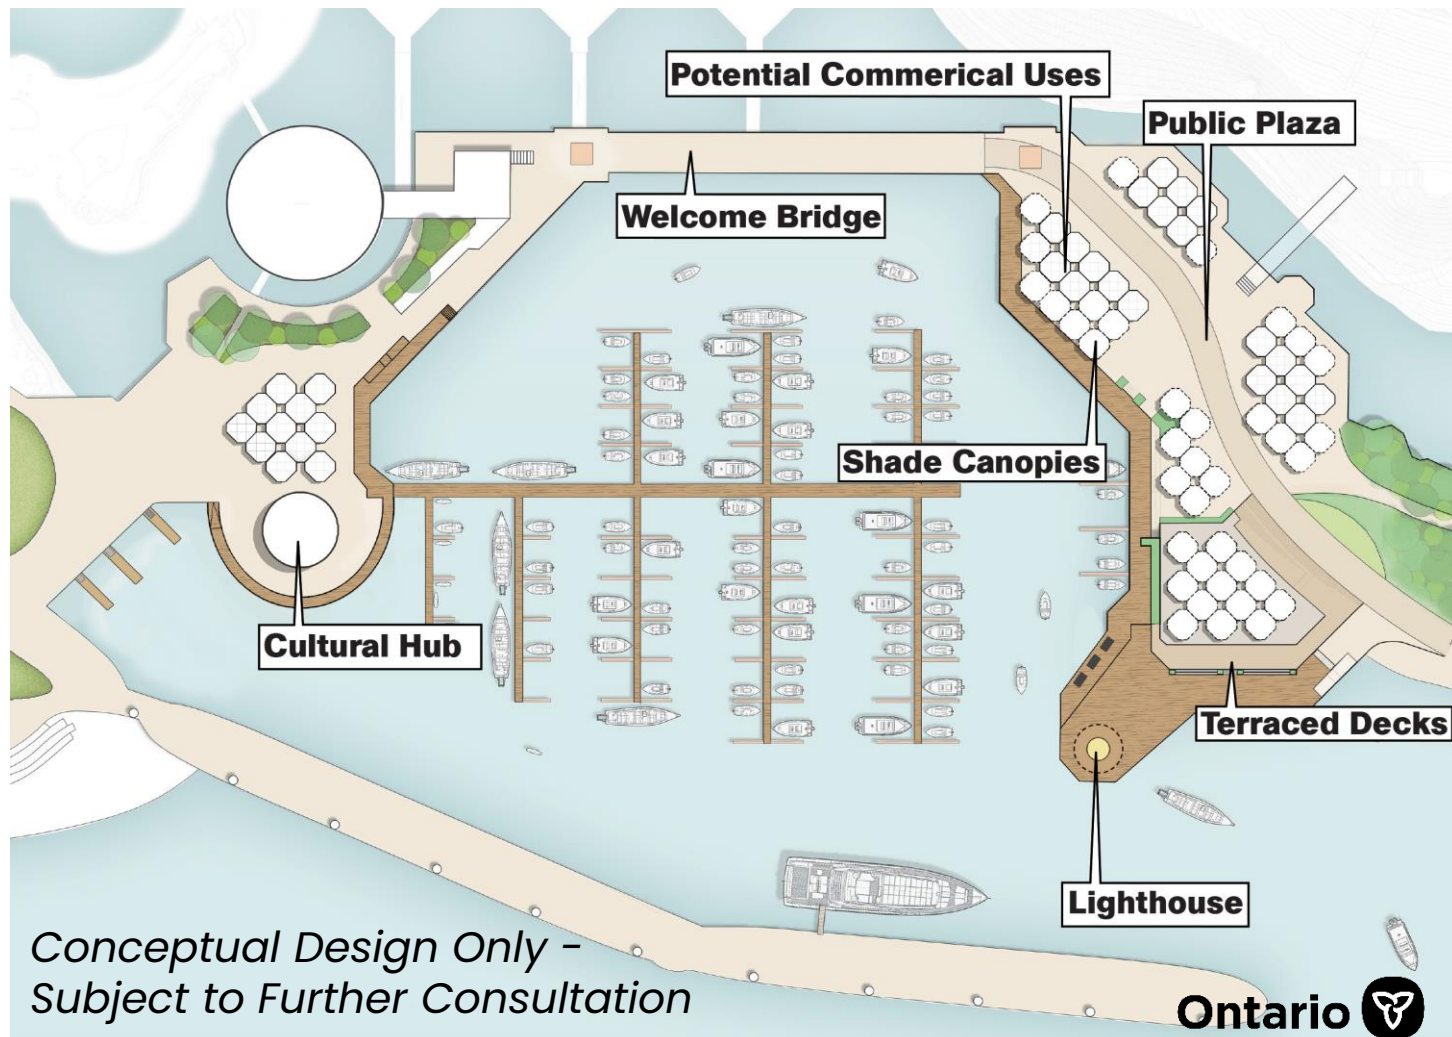 Potential Commerical Uses
Public Plaza
Welcome Bridge
Shade Canopies
Cultural Hub
Terraced Decks
Lighthouse
Conceptual Design Only -
Subject to Further Consultation
Ontario